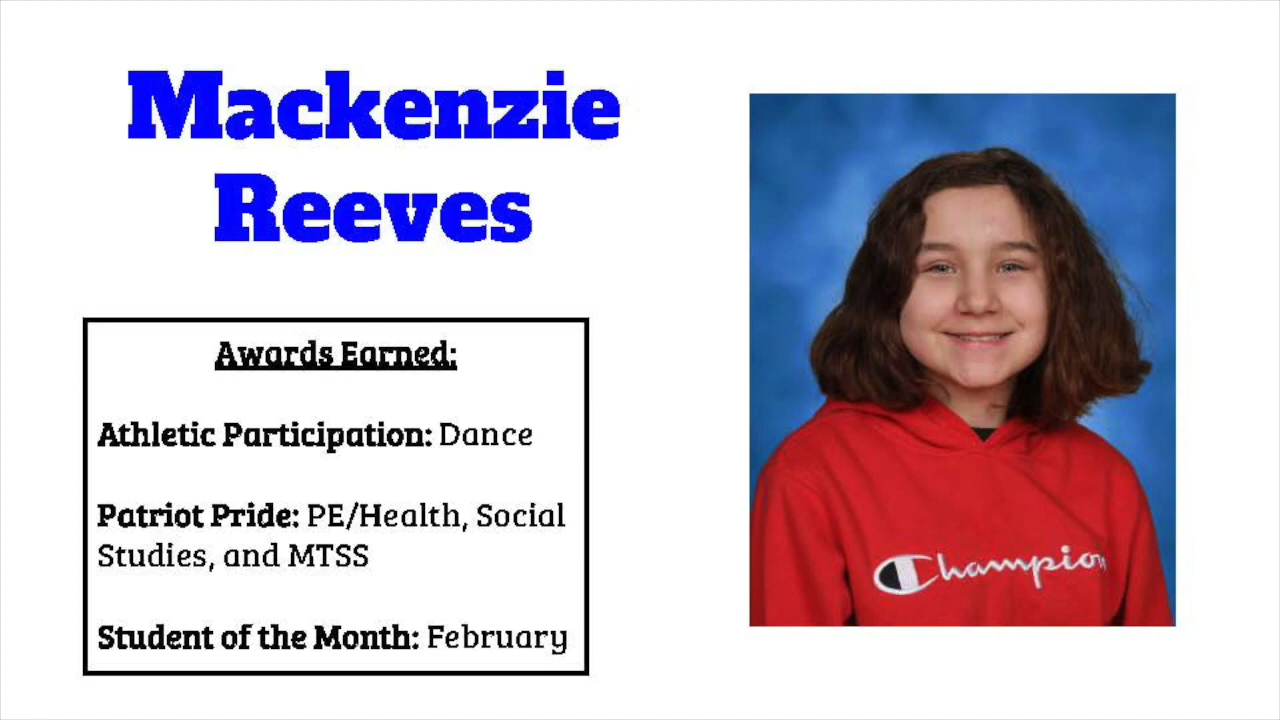 Mackenzie
Reeves
Awards Earned:
Athletic Participation: Dance
Patriot Pride: PE/Health, Social
Studies, and MTSS
Student of the Month: February
Champion